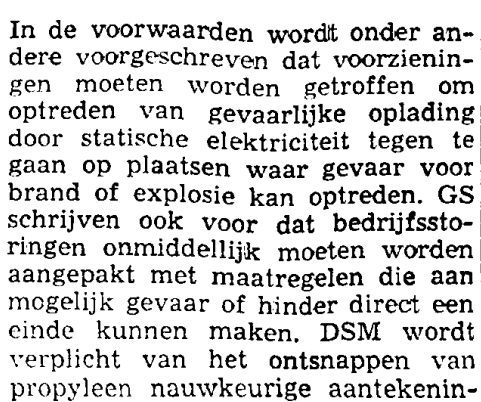 In de voorwaarden wordt onder an-
dere voorgeschreven dat voorzienin-
gen moeten worden getroffen om
optreden van gevaarlijke oplading
door statische elektriciteit tegen te
gaan op plaatsen waar gevaar voor
brand of explosie kan optreden. GS
schrijven ook voor dat bedrijfssto-
ringen onmiddellijk moeten worden
aangepakt met maatregelen die aan
mogelijk gevaar of hinder direct een
einde kunnen maken. DSM wordt
verplicht van het ontsnappen van
propyleen nauwkeurige aantekenin-